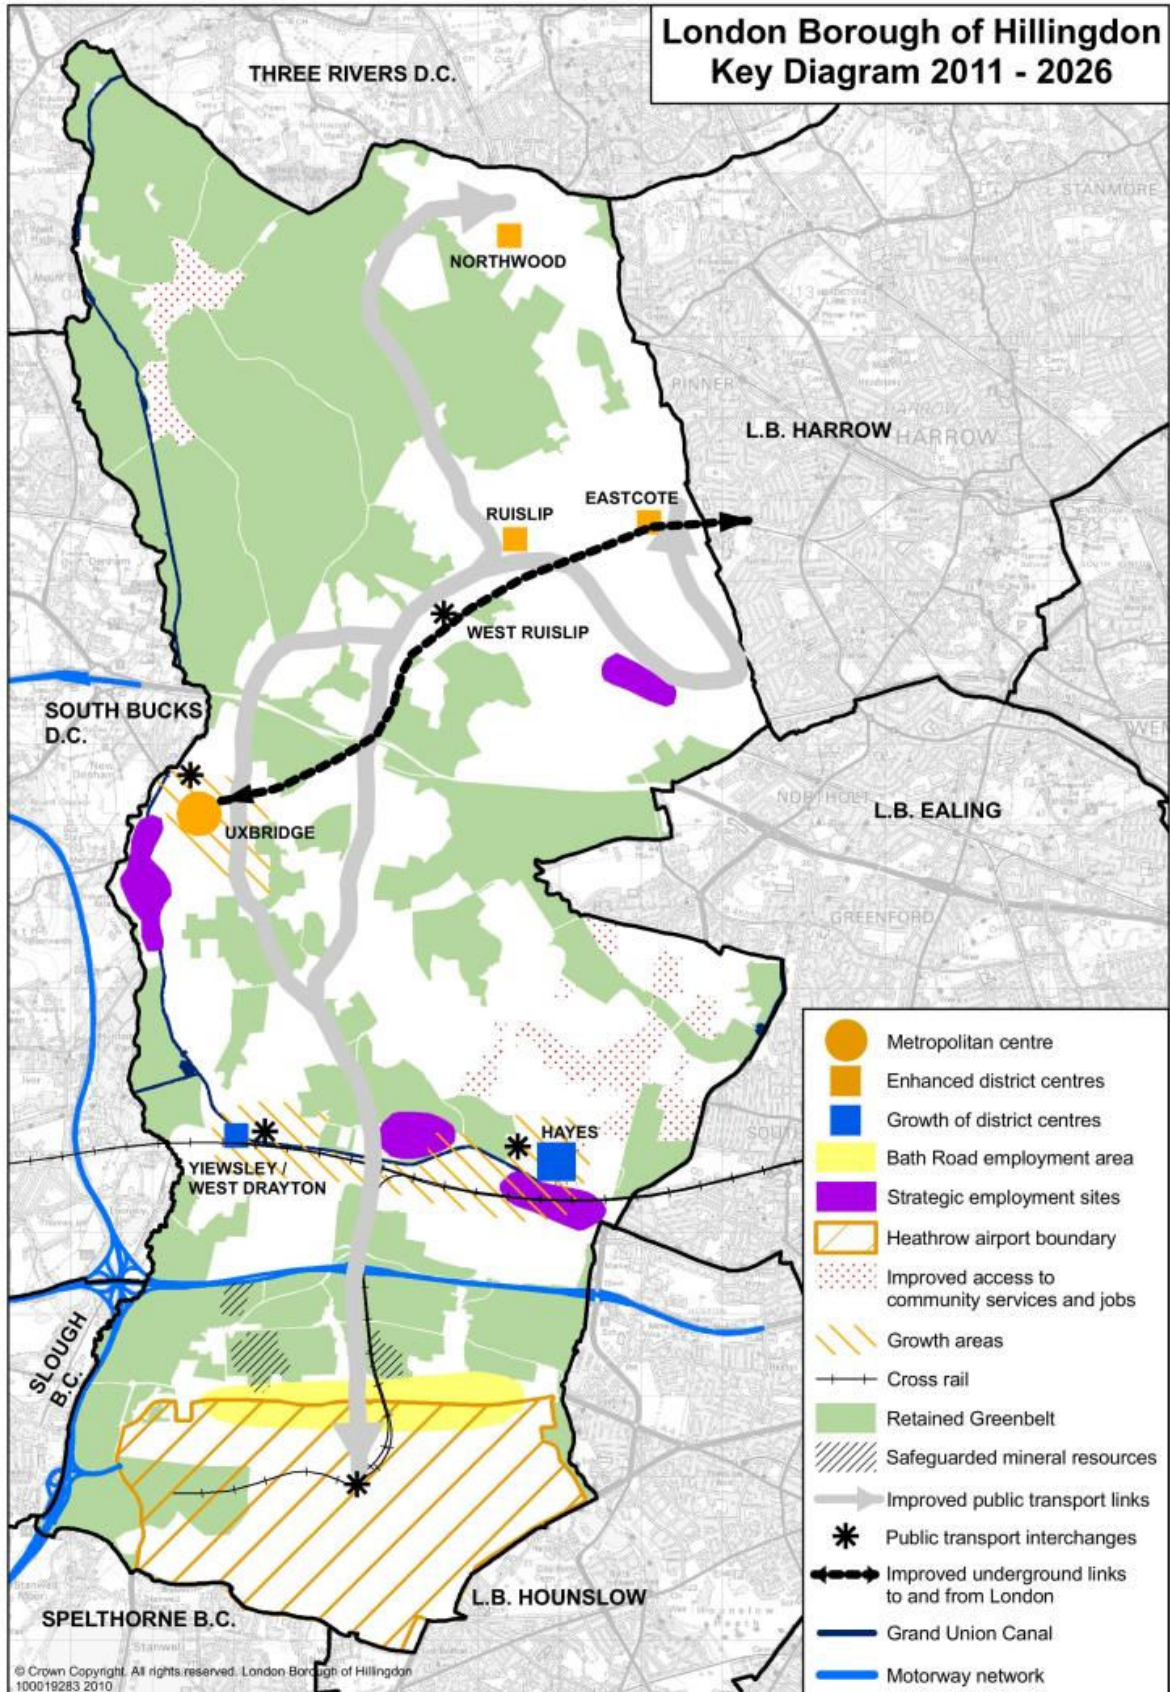 London Borough of Hillingdon
Key Diagram 2011 - 2026
THREE RIVERS D.C.
STANMORE
NORTHWOOD
PINNER
L.B. HARROW
HARROW
HARROW
EASTCOTE
RUISLIP
WEST RUISLIP
SOUTH BUCKS
D.C.
NORTHOLT
L.B. EALING
UXBRIDGE
GREENFORD
HAYES
YIEWSLEY /
WEST DRAYTON
SLOUGH
B.C.
L.B. HOUNSLOW
SPELTHORNE B.C.
Stanwell
Metropolitan centre
Enhanced district centres
Growth of district centres
Bath Road employment area
Strategic employment sites
Heathrow airport boundary
Improved access to
community services and jobs
Growth areas
Cross rail
Retained Greenbelt
Safeguarded mineral resources
Improved public transport links
Public transport interchanges
Improved underground links
to and from London
Grand Union Canal
Motorway network
© Crown Copyright. All rights reserved. London Borough of Hillingdon
100019283 2010